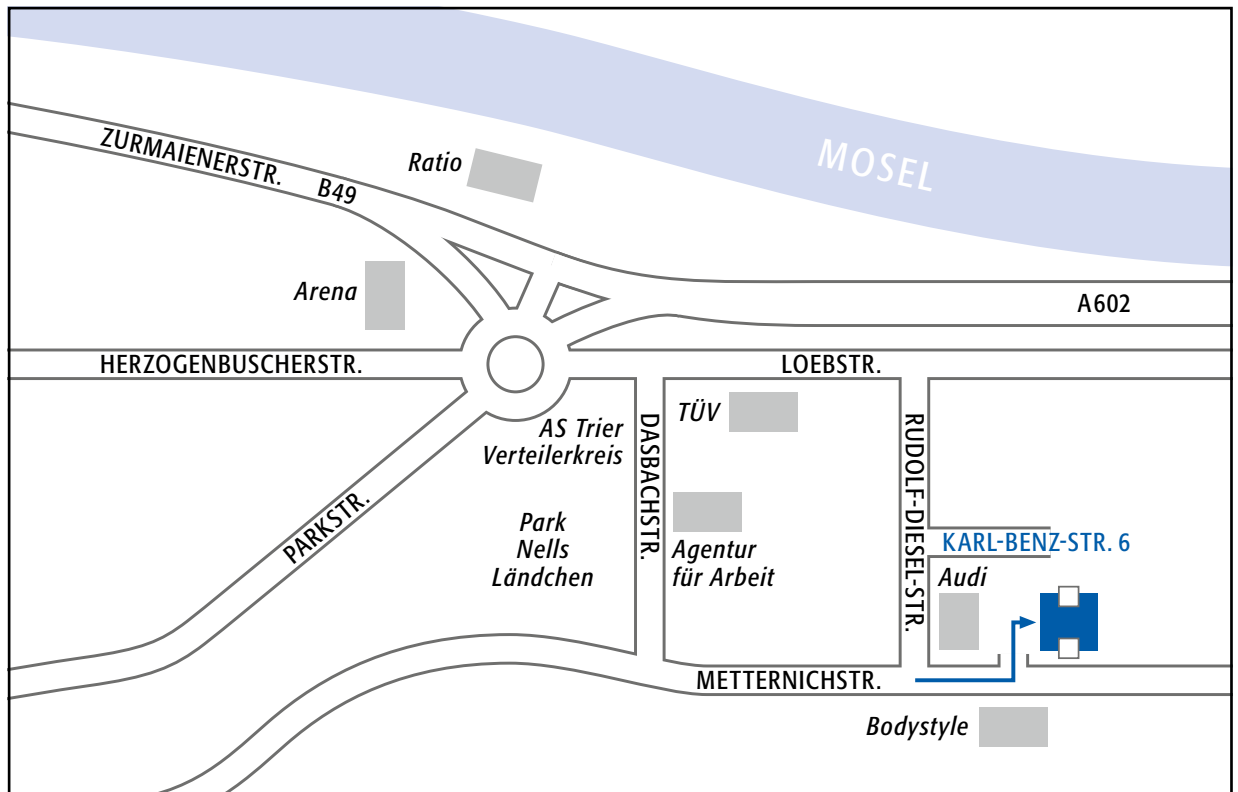 MOSEL
ZURMAIENERSTR.
B49
Ratio
Arena
A602
HERZOGENBUSCHERSTR.
LOEBSTR.
AS Trier
Verteilerkreis
DASBACHSTR.
TÜV
RUDOLF-DIESEL-STR.
PARKSTR.
Park
Nells
Ländchen
Agentur
für Arbeit
KARL-BENZ-STR. 6
Audi
METTERNICHSTR.
Bodystyle